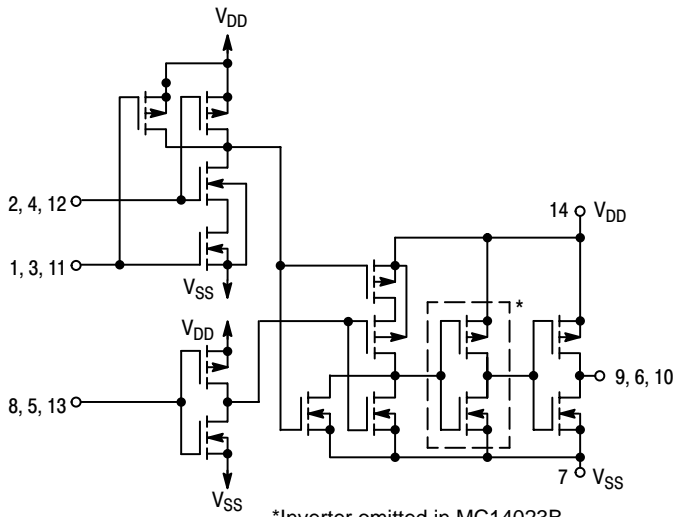 VDD
2, 4, 12
1, 3, 11
VSS
VDD
8, 5, 13
VSS
14 VDD
*
9, 6, 10
7 VSS
*Inverter omitted in MC14023B